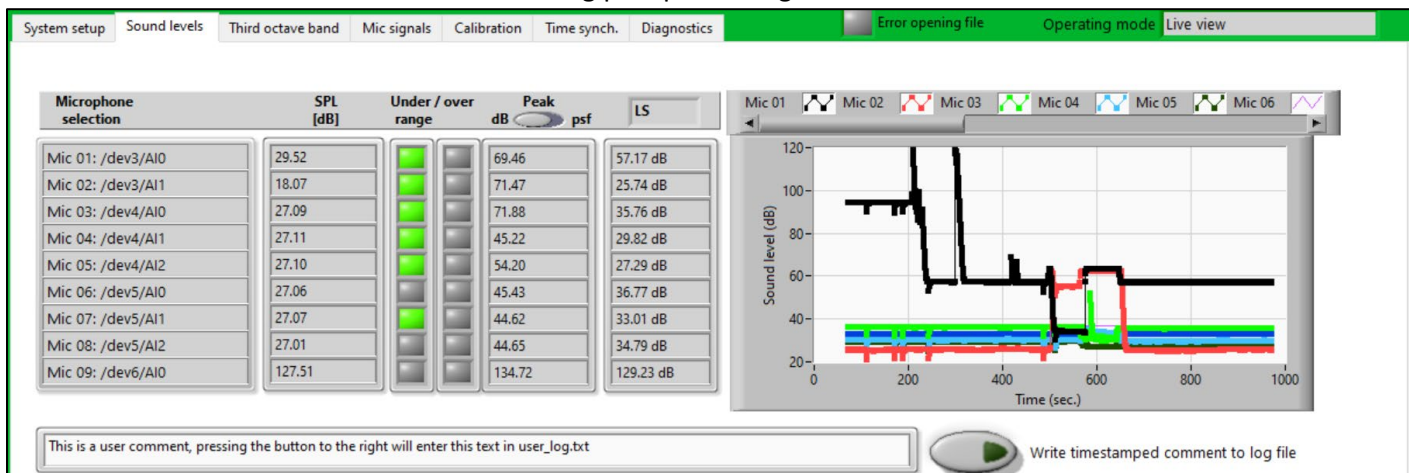 System setup Sound levels Third octave band Mic signals Calibration Time synch. Diagnostics Error opening file Operating mode Live view
Microphone selection SPL [dB] Under / over range Peak dB psf LS
Mic 01: /dev3/AI0 29.52 69.46 57.17 dB
Mic 02: /dev3/AI1 18.07 71.47 25.74 dB
Mic 03: /dev4/AI0 27.09 71.88 35.76 dB
Mic 04: /dev4/AI1 27.11 45.22 29.82 dB
Mic 05: /dev4/AI2 27.10 54.20 27.29 dB
Mic 06: /dev5/AI0 27.06 45.43 36.77 dB
Mic 07: /dev5/AI1 27.07 44.62 33.01 dB
Mic 08: /dev5/AI2 27.01 44.65 34.79 dB
Mic 09: /dev6/AI0 127.51 134.72 129.23 dB
Mic 01 Mic 02 Mic 03 Mic 04 Mic 05 Mic 06
Sound level (dB)
120
100
80
60
40
20
0 200 400 600 800 1000
Time (sec.)
This is a user comment, pressing the button to the right will enter this text in user_log.txt
Write timestamped comment to log file